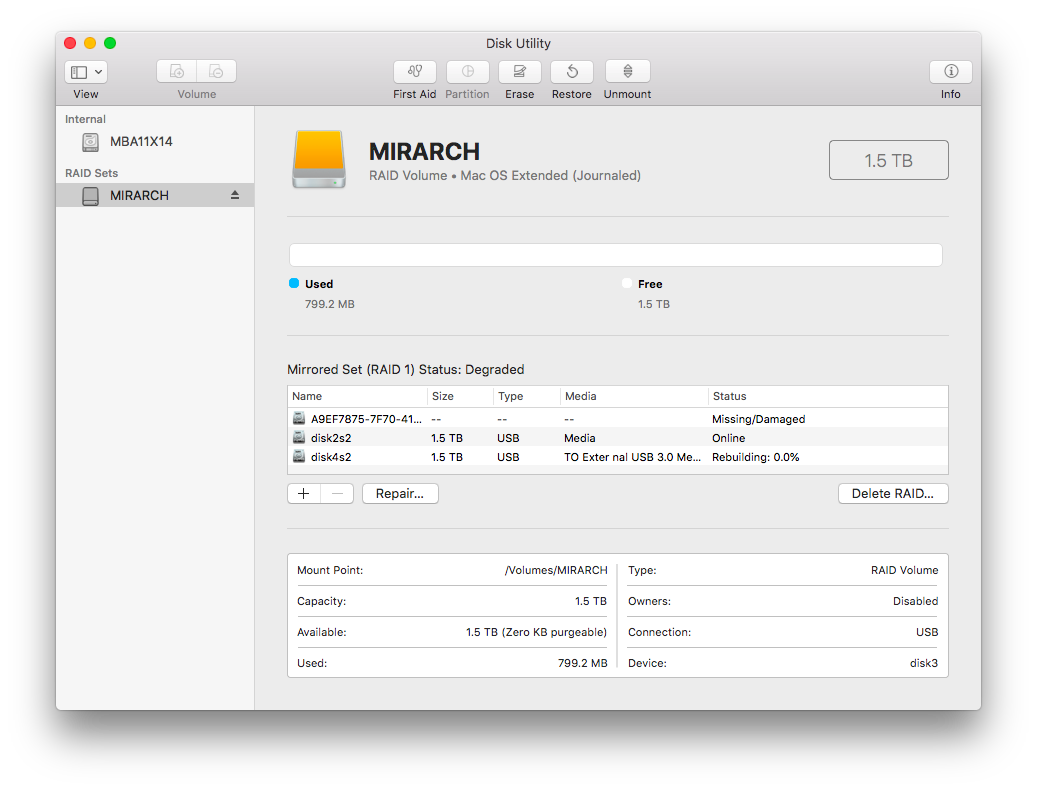 Disk Utility
View Volume First Aid Partition Erase Restore Unmount Info
Internal
MBA11X14
RAID Sets
MIRARCH
MIRARCH
RAID Volume • Mac OS Extended (Journaled)
1.5 TB
Used
799.2 MB
Free
1.5 TB
Mirrored Set (RAID 1) Status: Degraded
Name Size Type Media Status
A9EF7875-7F70-41... -- -- -- Missing/Damaged
disk2s2 1.5 TB USB Media Online
disk4s2 1.5 TB USB TO Exter nal USB 3.0 Me... Rebuilding: 0.0%
+ − Repair... Delete RAID...
Mount Point: /Volumes/MIRARCH
Capacity: 1.5 TB
Available: 1.5 TB (Zero KB purgeable)
Used: 799.2 MB
Type: RAID Volume
Owners: Disabled
Connection: USB
Device: disk3